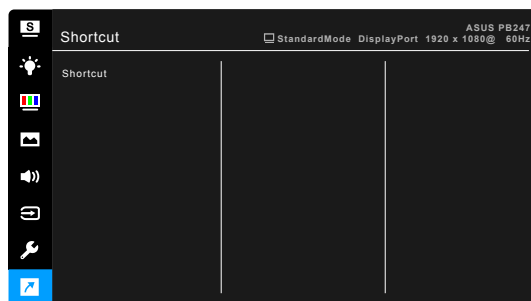 S
ASUS PB247
Shortcut
StandardMode DisplayPort 1920 x 1080@ 60Hz
Shortcut